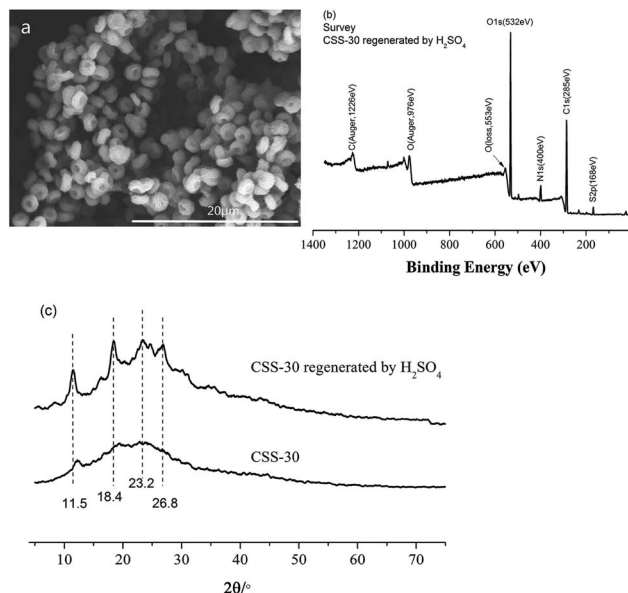 a
20μm
(b)
Survey
CSS-30 regenerated by H₂SO₄
C(Auger,1226eV)
O(Auger,976eV)
O(loss,553eV)
O1s(532eV)
N1s(400eV)
C1s(285eV)
S2p(168eV)
1400 1200 1000 800 600 400 200
Binding Energy (eV)
(c)
CSS-30 regenerated by H₂SO₄
CSS-30
11.5
18.4
23.2
26.8
10 20 30 40 50 60 70
2θ/°